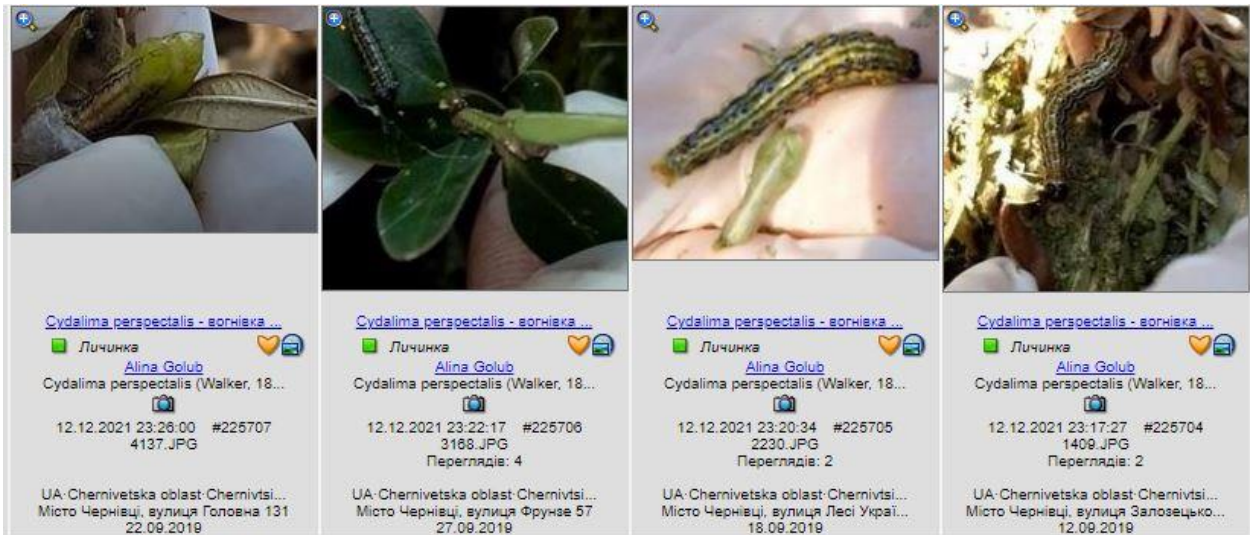 Cydalima perspectalis - вогнівка ...
Личинка
Alina Golub
Cydalima perspectalis (Walker, 18...
12.12.2021 23:26:00 #225707
4137.JPG
UA·Chernivetska oblast·Chernivtsi...
Місто Чернівці, вулиця Головна 131
22.09.2019
Cydalima perspectalis - вогнівка ...
Личинка
Alina Golub
Cydalima perspectalis (Walker, 18...
12.12.2021 23:22:17 #225706
3168.JPG
Переглядів: 4
UA·Chernivetska oblast·Chernivtsi...
Місто Чернівці, вулиця Фрунзе 57
27.09.2019
Cydalima perspectalis - вогнівка ...
Личинка
Alina Golub
Cydalima perspectalis (Walker, 18...
12.12.2021 23:20:34 #225705
2230.JPG
Переглядів: 2
UA·Chernivetska oblast·Chernivtsi...
Місто Чернівці, вулиця Лесі Украї...
18.09.2019
Cydalima perspectalis - вогнівка ...
Личинка
Alina Golub
Cydalima perspectalis (Walker, 18...
12.12.2021 23:17:27 #225704
1409.JPG
Переглядів: 2
UA·Chernivetska oblast·Chernivtsi...
Місто Чернівці, вулиця Залозецько...
12.09.2019